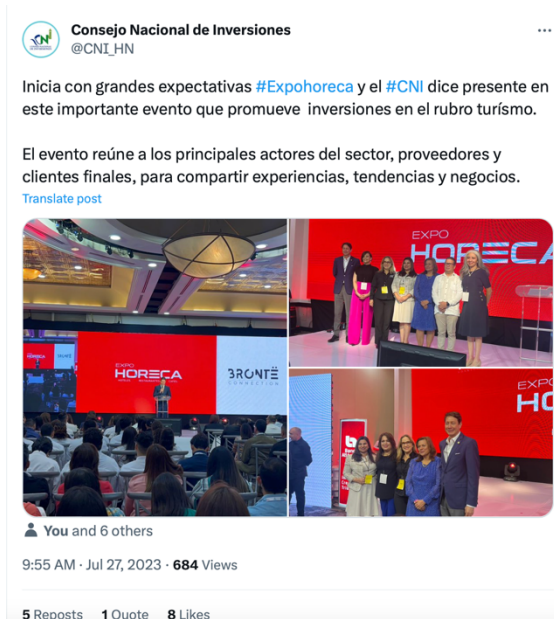 Consejo Nacional de Inversiones
@CNI_HN
Inicia con grandes expectativas #Expohoreca y el #CNI dice presente en
este importante evento que promueve inversiones en el rubro turísmo.
El evento reúne a los principales actores del sector, proveedores y
clientes finales, para compartir experiencias, tendencias y negocios.
Translate post
EXPO
HORECA
BRONTË
CONNECTION
EXPO
HORECA
EXPO
HO
You and 6 others
9:55 AM · Jul 27, 2023 · 684 Views
5 Reposts 1 Quote 8 Likes